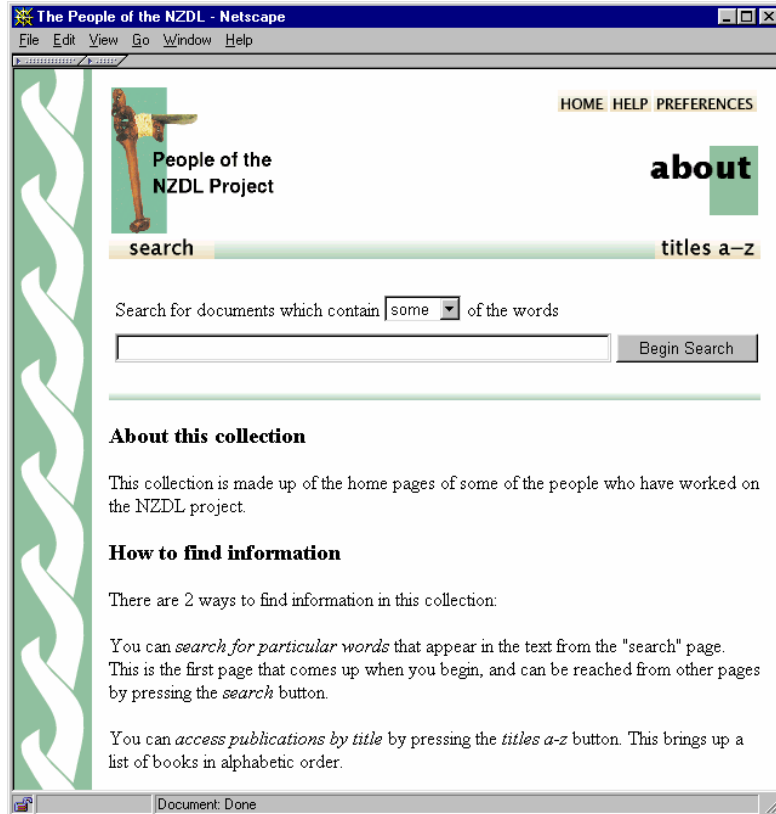 The People of the NZDL - Netscape
File Edit View Go Window Help
HOME HELP PREFERENCES
People of the
NZDL Project
about
search
titles a–z
Search for documents which contain some of the words
Begin Search
About this collection
This collection is made up of the home pages of some of the people who have worked on
the NZDL project.
How to find information
There are 2 ways to find information in this collection:
You can search for particular words that appear in the text from the "search" page.
This is the first page that comes up when you begin, and can be reached from other pages
by pressing the search button.
You can access publications by title by pressing the titles a-z button. This brings up a
list of books in alphabetic order.
Document: Done